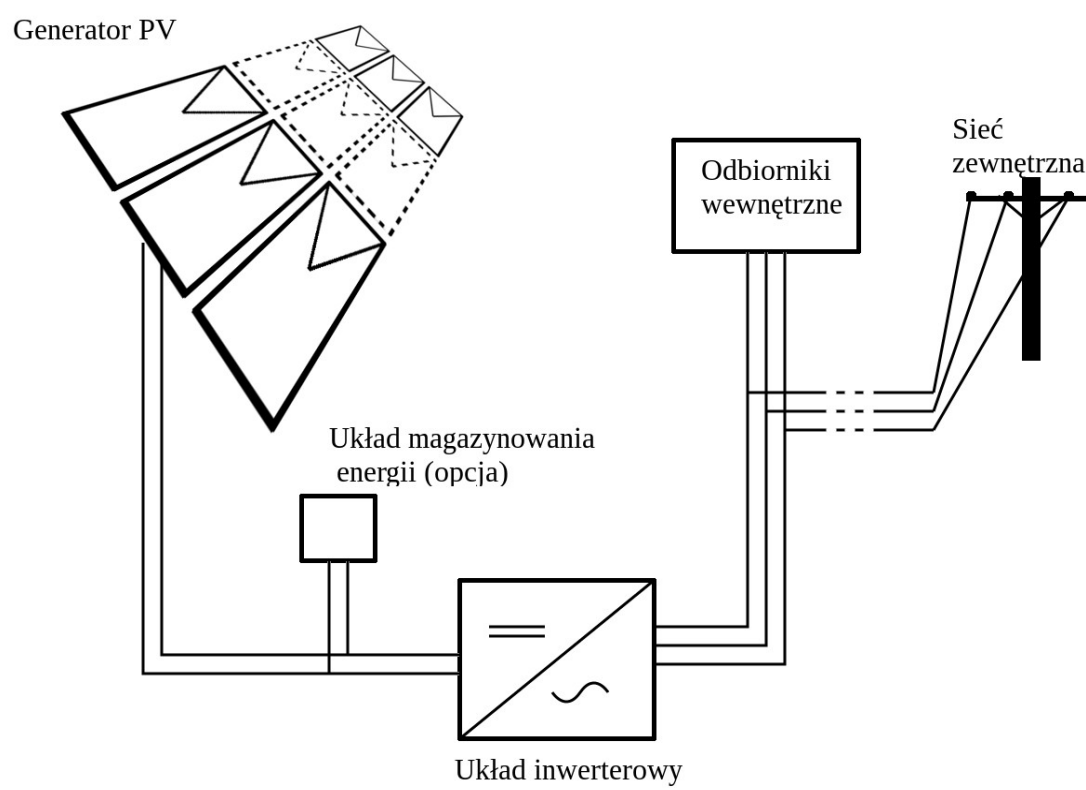 Generator PV
Sieć
zewnętrzna
Odbiorniki
wewnętrzne
Układ magazynowania
energii (opcja)
Układ inwerterowy